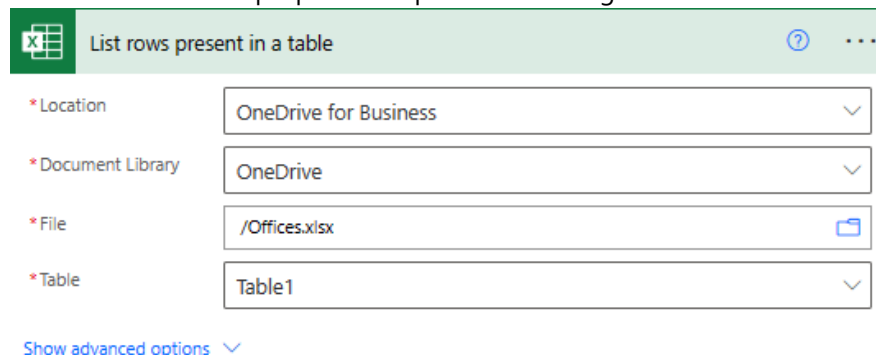 List rows present in a table
*Location
OneDrive for Business
*Document Library
OneDrive
*File
/Offices.xlsx
*Table
Table1
Show advanced options